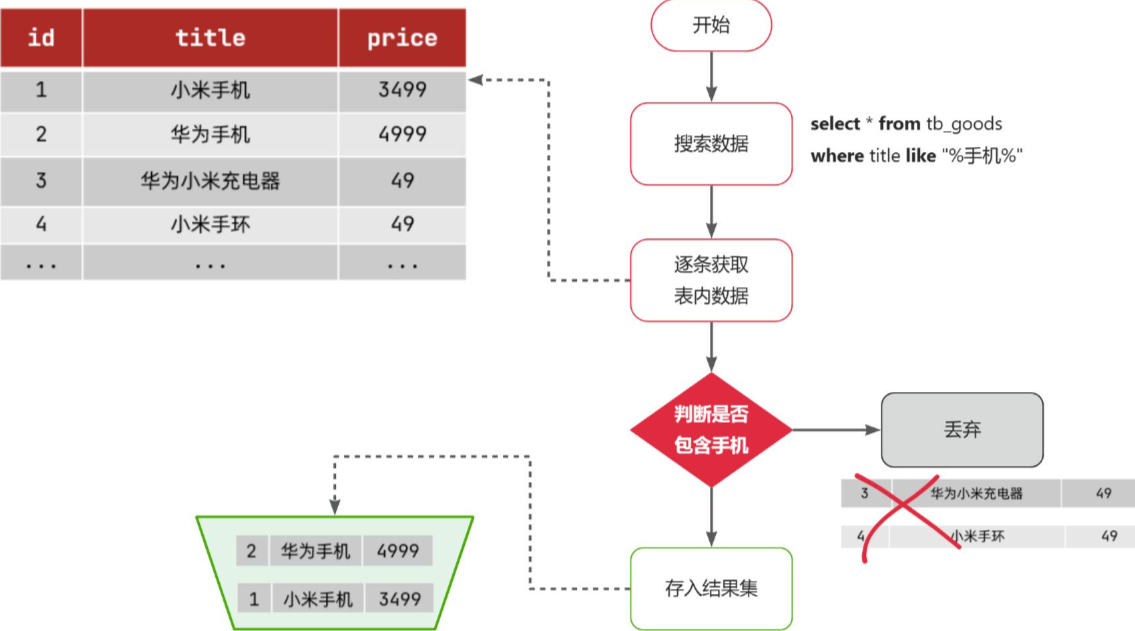 id title price
1 小米手机 3499
2 华为手机 4999
3 华为小米充电器 49
4 小米手环 49
... ... ...
开始
搜索数据
select * from tb_goods
where title like "%手机%"
逐条获取
表内数据
判断是否
包含手机
丢弃
3 华为小米充电器 49
4 小米手环 49
存入结果集
2 华为手机 4999
1 小米手机 3499